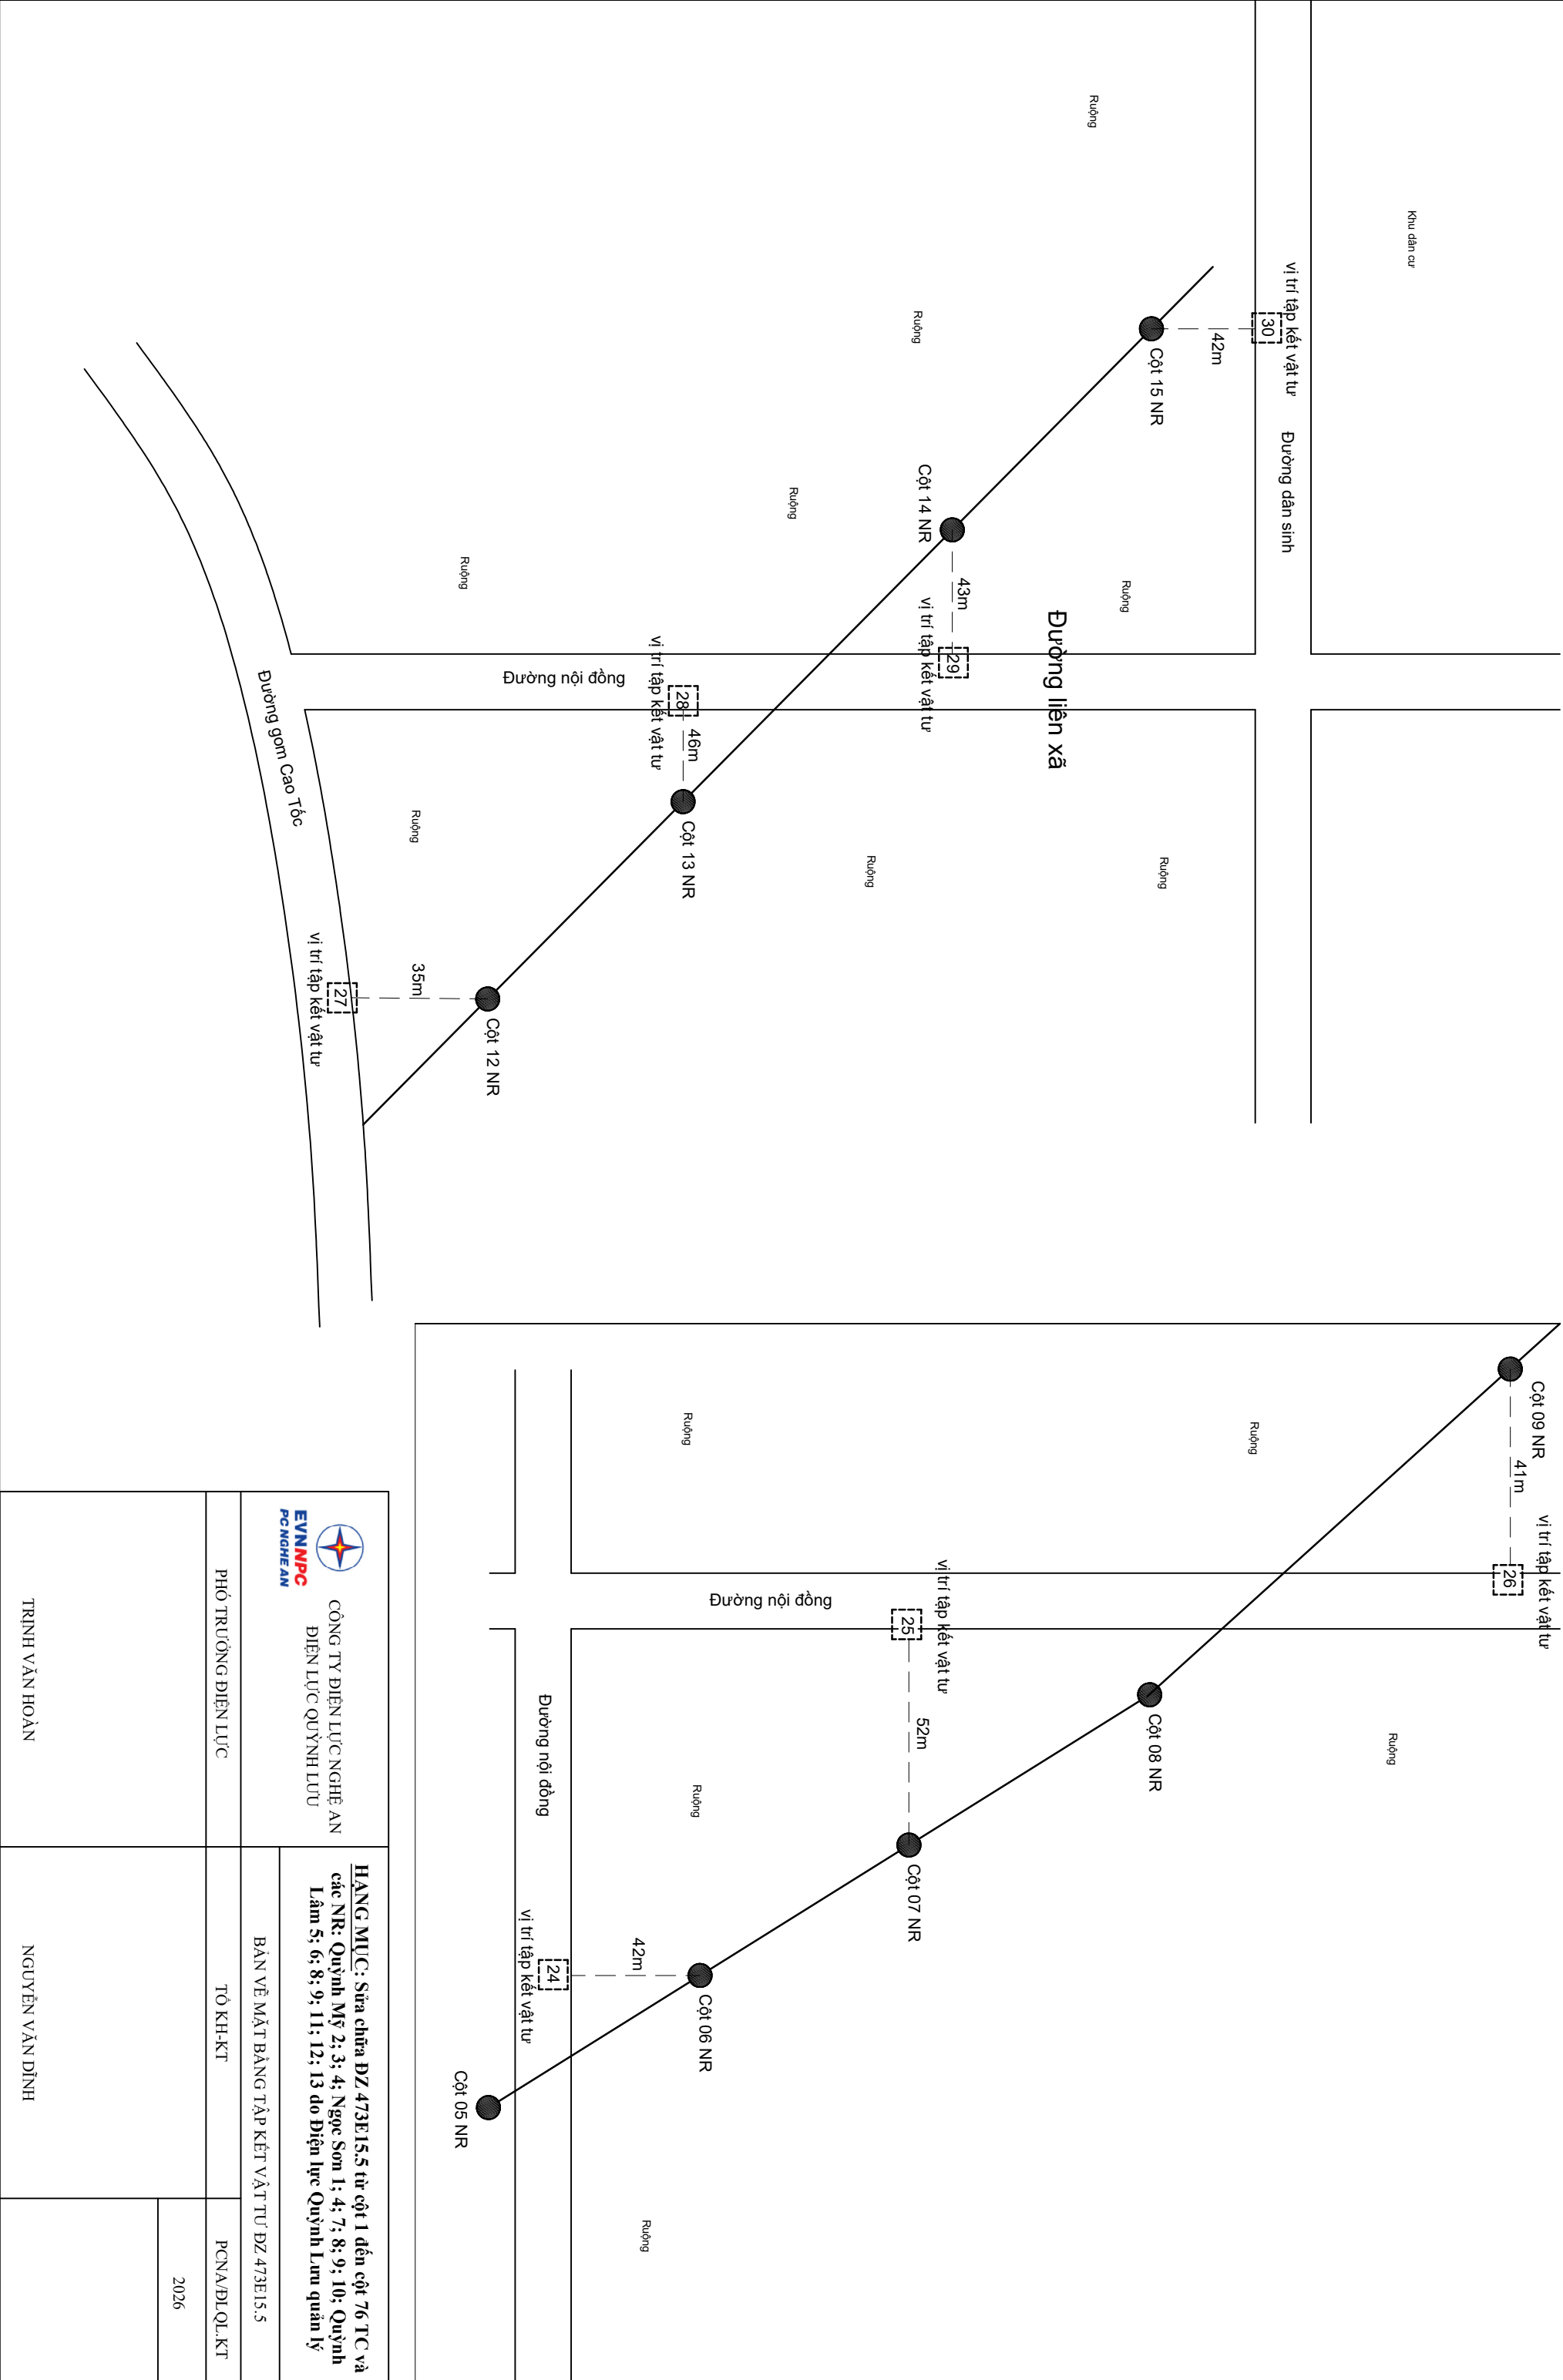 Khu dân cư
Ruộng
vị trí tập kết vật tư
30
42m
Cột 15 NR
Đường dân sinh
Ruộng
Cột 14 NR
43m
29
vị trí tập kết vật tư
Ruộng
Đường liên xã
Ruộng
Ruộng
vị trí tập kết vật tư
28
46m
Cột 13 NR
Đường nội đồng
Đường gom Cao Tốc
Ruộng
Ruộng
Ruộng
35m
27
vị trí tập kết vật tư
Cột 12 NR
Cột 09 NR
41m
26
vị trí tập kết vật tư
Ruộng
Ruộng
Đường nội đồng
vị trí tập kết vật tư
25
52m
Cột 08 NR
Ruộng
Cột 07 NR
Ruộng
Đường nội đồng
42m
24
vị trí tập kết vật tư
Cột 06 NR
Cột 05 NR
Ruộng
EVNNPC
PC NGHE AN
CÔNG TY ĐIỆN LỰC NGHỆ AN
ĐIỆN LỰC QUỲNH LƯU
HẠNG MỤC: Sửa chữa ĐZ 473E15.5 từ cột 1 đến cột 76 TC và
các NR: Quỳnh Mỹ 2; 3; 4; Ngọc Sơn 1; 4; 7; 8; 9; 10; Quỳnh
Lâm 5; 6; 8; 9; 11; 12; 13 do Điện lực Quỳnh Lưu quản lý
BẢN VẼ MẶT BẰNG TẬP KẾT VẬT TƯ ĐZ 473E15.5
PHÓ TRƯỞNG ĐIỆN LỰC
TỔ KH-KT
PCNA/ĐLQL.KT
2026
TRỊNH VĂN HOÀN
NGUYỄN VĂN DĨNH